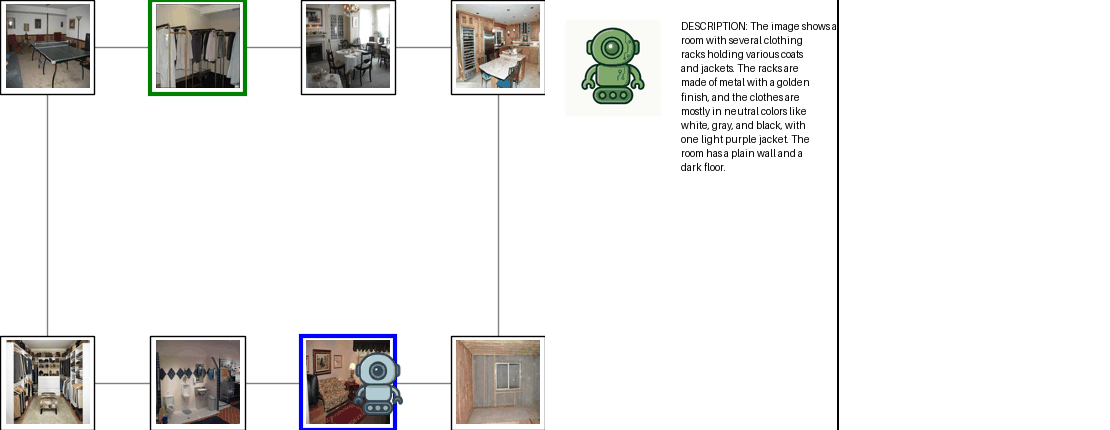 DESCRIPTION: The image shows a
room with several clothing
racks holding various coats
and jackets. The racks are
made of metal with a golden
finish, and the clothes are
mostly in neutral colors like
white, gray, and black, with
one light purple jacket. The
room has a plain wall and a
dark floor.